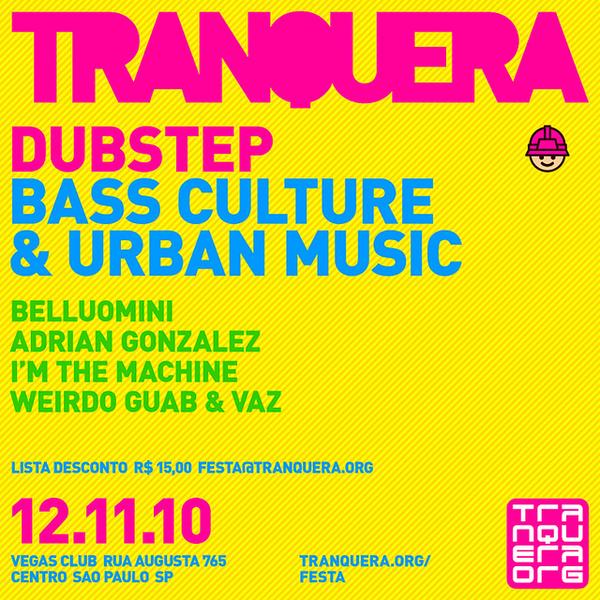 TRANQUERA
DUBSTEP
BASS CULTURE
& URBAN MUSIC
BELLUOMINI
ADRIAN GONZALEZ
I'M THE MACHINE
WEIRDO GUAB & VAZ
LISTA DESCONTO R$ 15,00 FESTA@TRANQUERA.ORG
12.11.10
VEGAS CLUB RUA AUGUSTA 765
CENTRO SAO PAULO SP
TRANQUERA.ORG/
FESTA
TRA
NQU
ERA
ORG